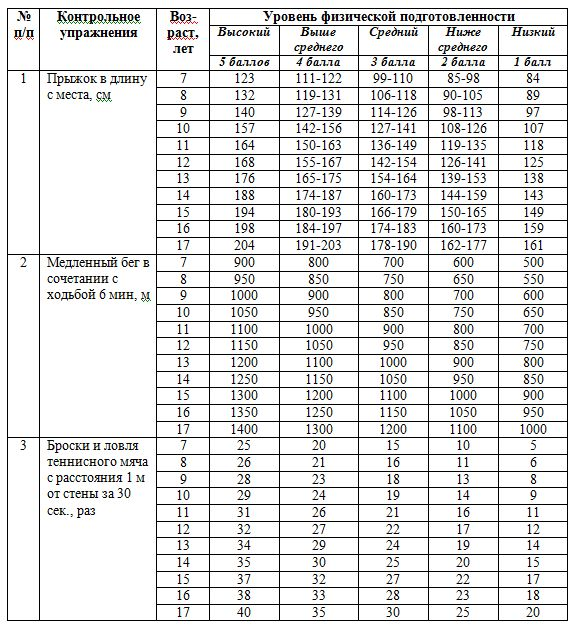 № п/п Контрольное упражнения Воз-раст, лет Уровень физической подготовленности
Высокий Выше среднего Средний Ниже среднего Низкий
5 баллов 4 балла 3 балла 2 балла 1 балл
1 Прыжок в длину 7 123 111-122 99-110 85-98 84
с места, см 8 132 119-131 106-118 90-105 89
9 140 127-139 114-126 98-113 97
10 157 142-156 127-141 108-126 107
11 164 150-163 136-149 119-135 118
12 168 155-167 142-154 126-141 125
13 176 165-175 154-164 139-153 138
14 188 174-187 160-173 144-159 143
15 194 180-193 166-179 150-165 149
16 198 184-197 174-183 160-173 159
17 204 191-203 178-190 162-177 161
2 Медленный бег в 7 900 800 700 600 500
сочетании с 8 950 850 750 650 550
ходьбой 6 мин, м 9 1000 900 800 700 600
10 1050 950 850 750 650
11 1100 1000 900 800 700
12 1150 1050 950 850 750
13 1200 1100 1000 900 800
14 1250 1150 1050 950 850
15 1300 1200 1100 1000 900
16 1350 1250 1150 1050 950
17 1400 1300 1200 1100 1000
3 Броски и ловля 7 25 20 15 10 5
теннисного мяча 8 26 21 16 11 6
с расстояния 1 м 9 28 23 18 13 8
от стены за 30 10 29 24 19 14 9
сек., раз 11 31 26 21 16 11
12 32 27 22 17 12
13 34 29 24 19 14
14 35 30 25 20 15
15 37 32 27 22 17
16 38 33 28 23 18
17 40 35 30 25 20